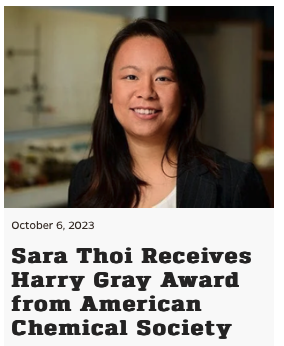 October 6, 2023
Sara Thoi Receives
Harry Gray Award
from American
Chemical Society